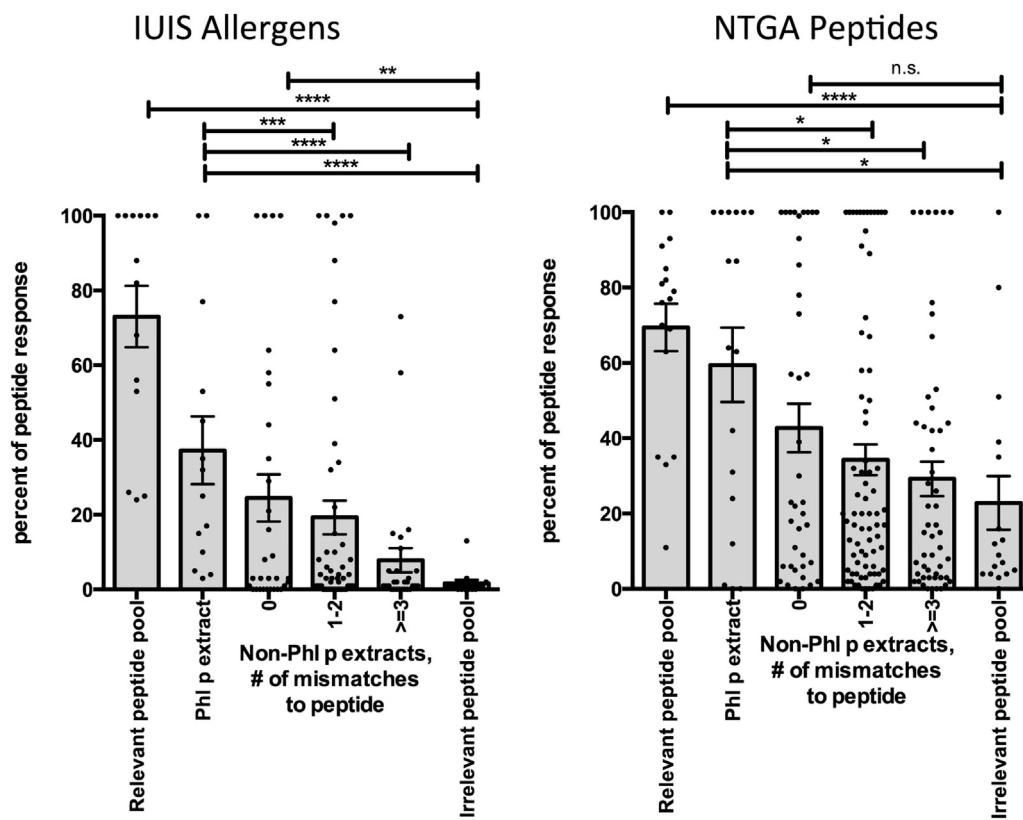 IUIS Allergens
**
****
***
****
****
percent of peptide response
100
80
60
40
20
0
Relevant peptide pool
Phl p extract
0
1-2
>=3
Irrelevant peptide pool
Non-Phl p extracts,
# of mismatches
to peptide
NTGA Peptides
n.s.
****
*
*
*
percent of peptide response
100
80
60
40
20
0
Relevant peptide pool
Phl p extract
0
1-2
>=3
Irrelevant peptide pool
Non-Phl p extracts,
# of mismatches
to peptide